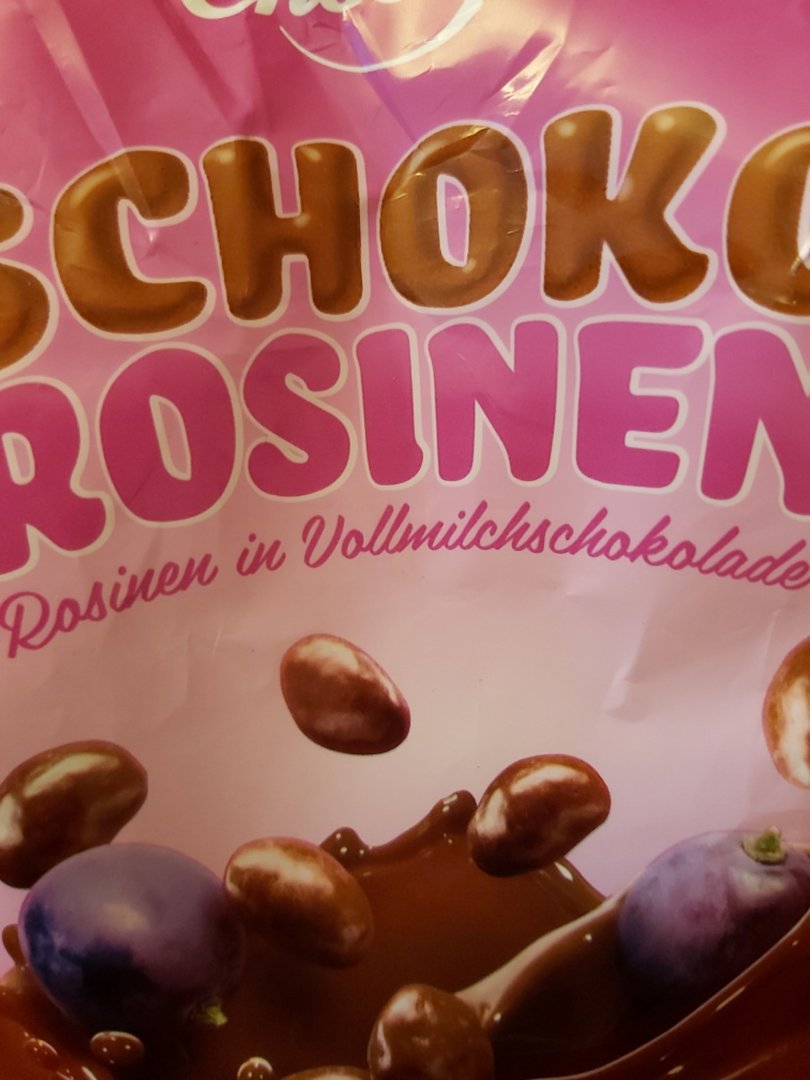 SCHOKO
ROSINEN
Rosinen in Vollmilchschokolade